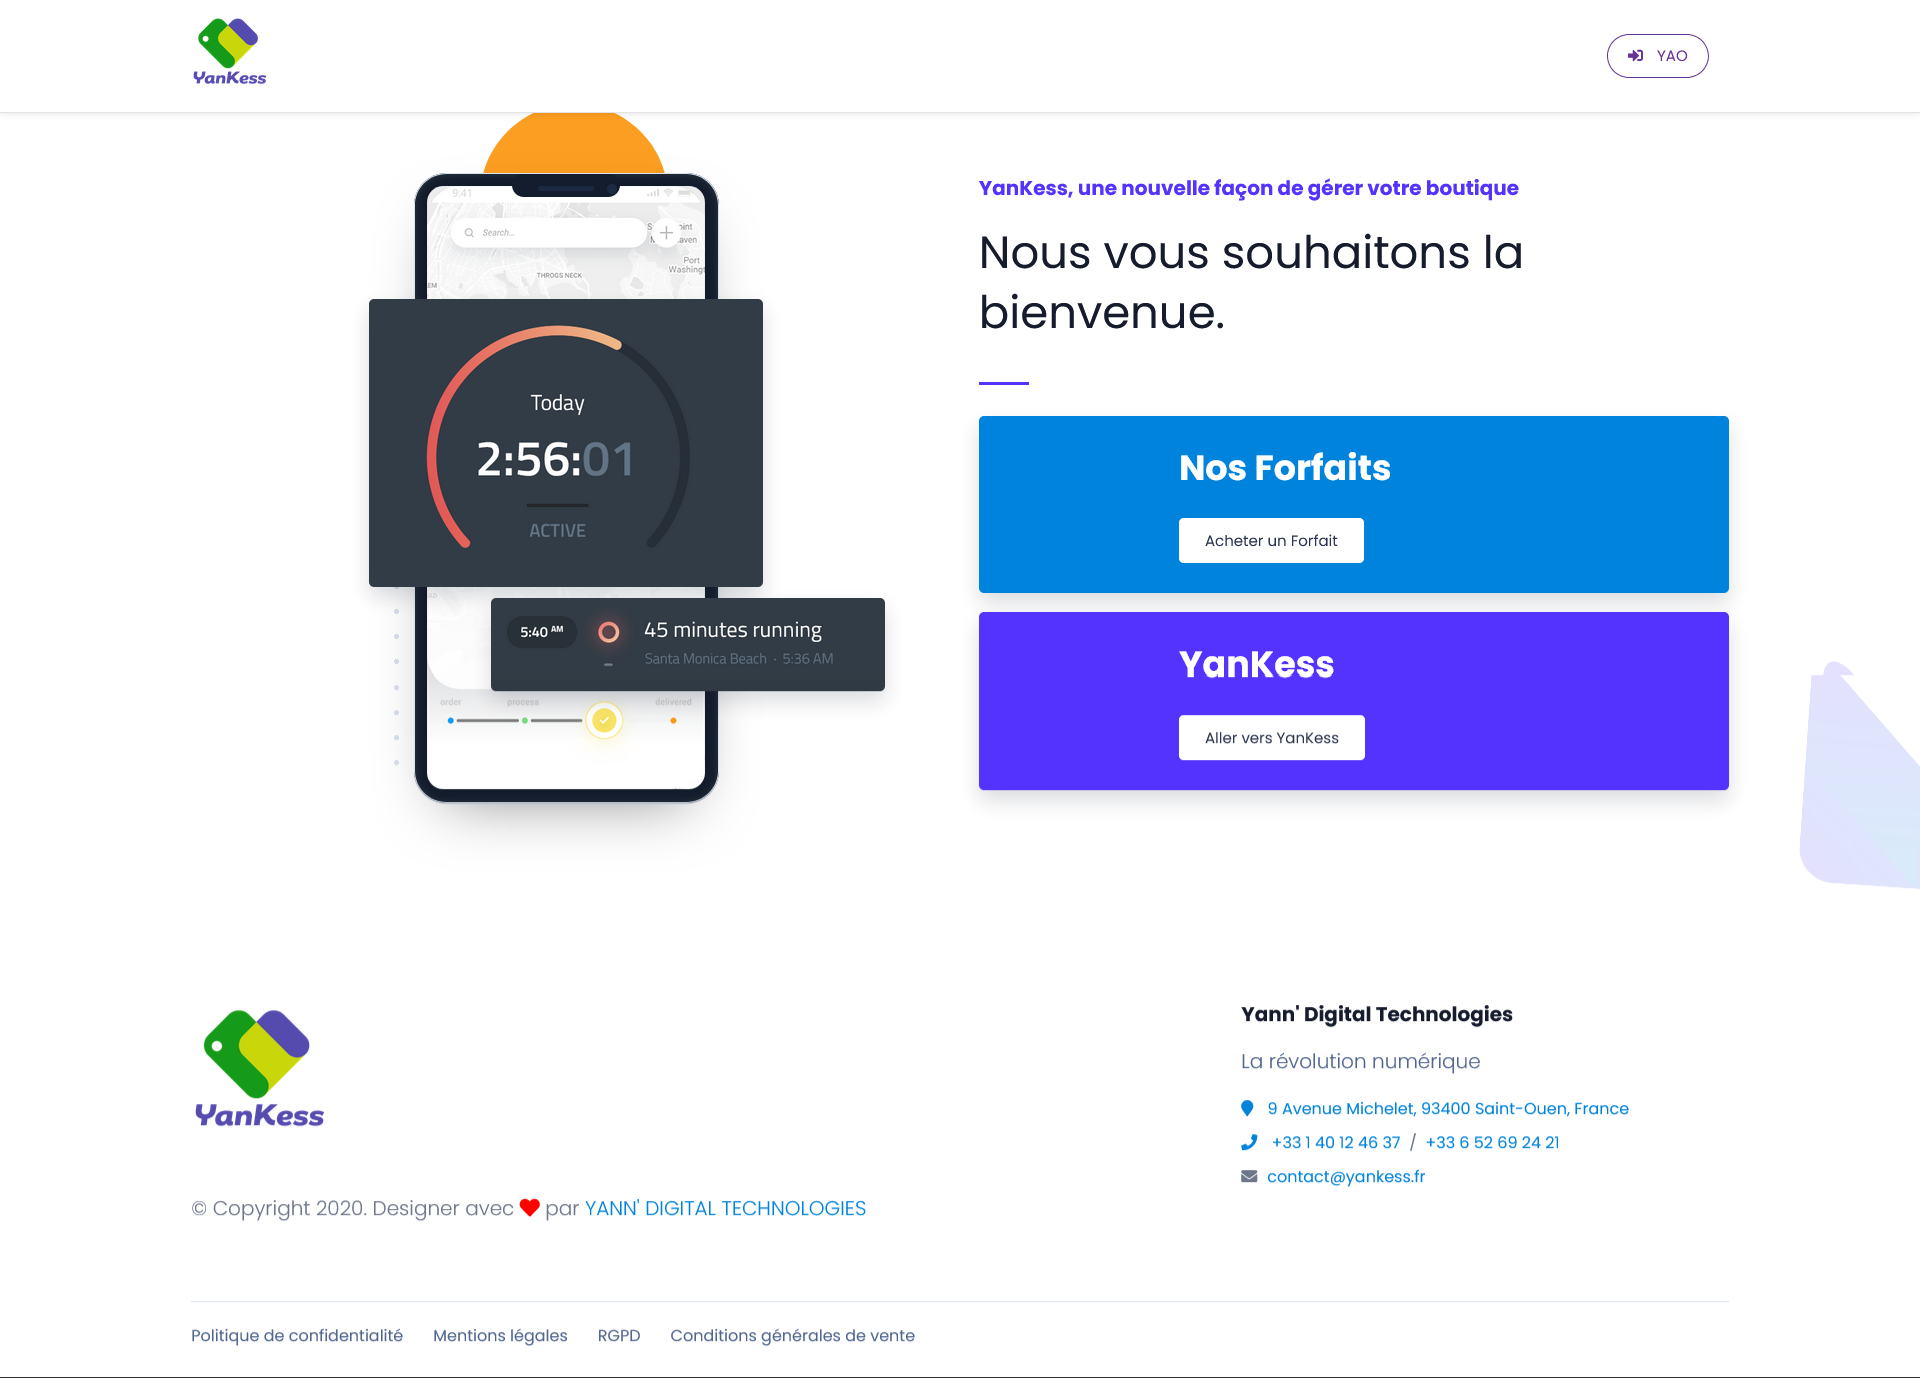 YanKess
YAO
9:41
Search...
THROGS NECK
Port
Washingt
YanKess, une nouvelle façon de gérer votre boutique
Nous vous souhaitons la
bienvenue.
Today
2:56:01
ACTIVE
5:40 AM
45 minutes running
Santa Monica Beach · 5:36 AM
order
process
delivered
Nos Forfaits
Acheter un Forfait
YanKess
Aller vers YanKess
YanKess
© Copyright 2020. Designer avec par YANN' DIGITAL TECHNOLOGIES
Yann' Digital Technologies
La révolution numérique
9 Avenue Michelet, 93400 Saint-Ouen, France
+33 1 40 12 46 37 / +33 6 52 69 24 21
contact@yankess.fr
Politique de confidentialité
Mentions légales
RGPD
Conditions générales de vente